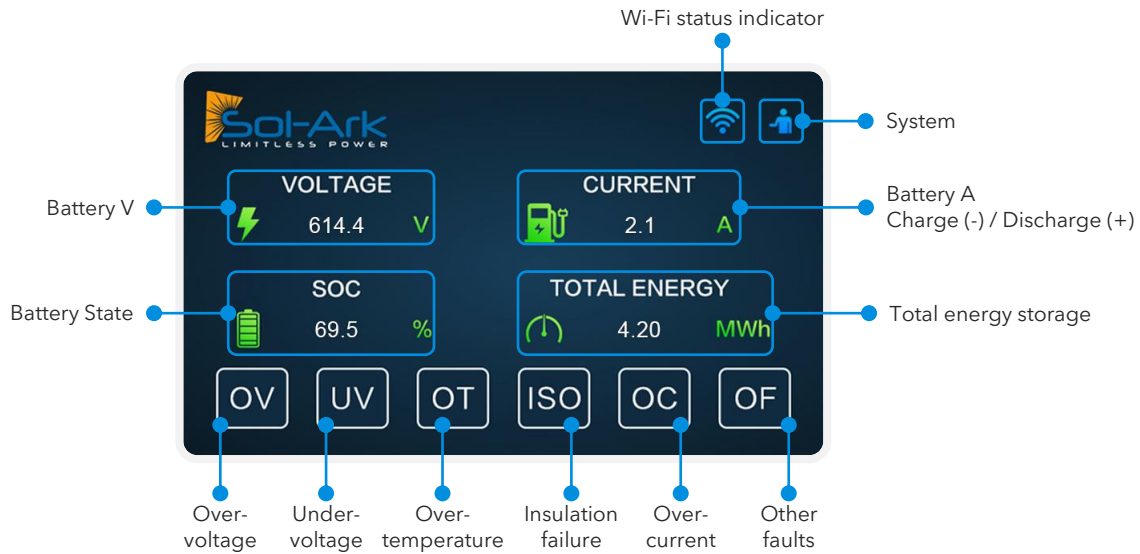 Wi-Fi status indicator
Sol-Ark
LIMITLESS POWER
System
VOLTAGE
614.4 V
CURRENT
2.1 A
Battery V
Battery A
Charge (-) / Discharge (+)
SOC
69.5 %
TOTAL ENERGY
4.20 MWh
Battery State
Total energy storage
OV UV OT ISO OC OF
Over-
voltage
Under-
voltage
Over-
temperature
Insulation
failure
Over-
current
Other
faults